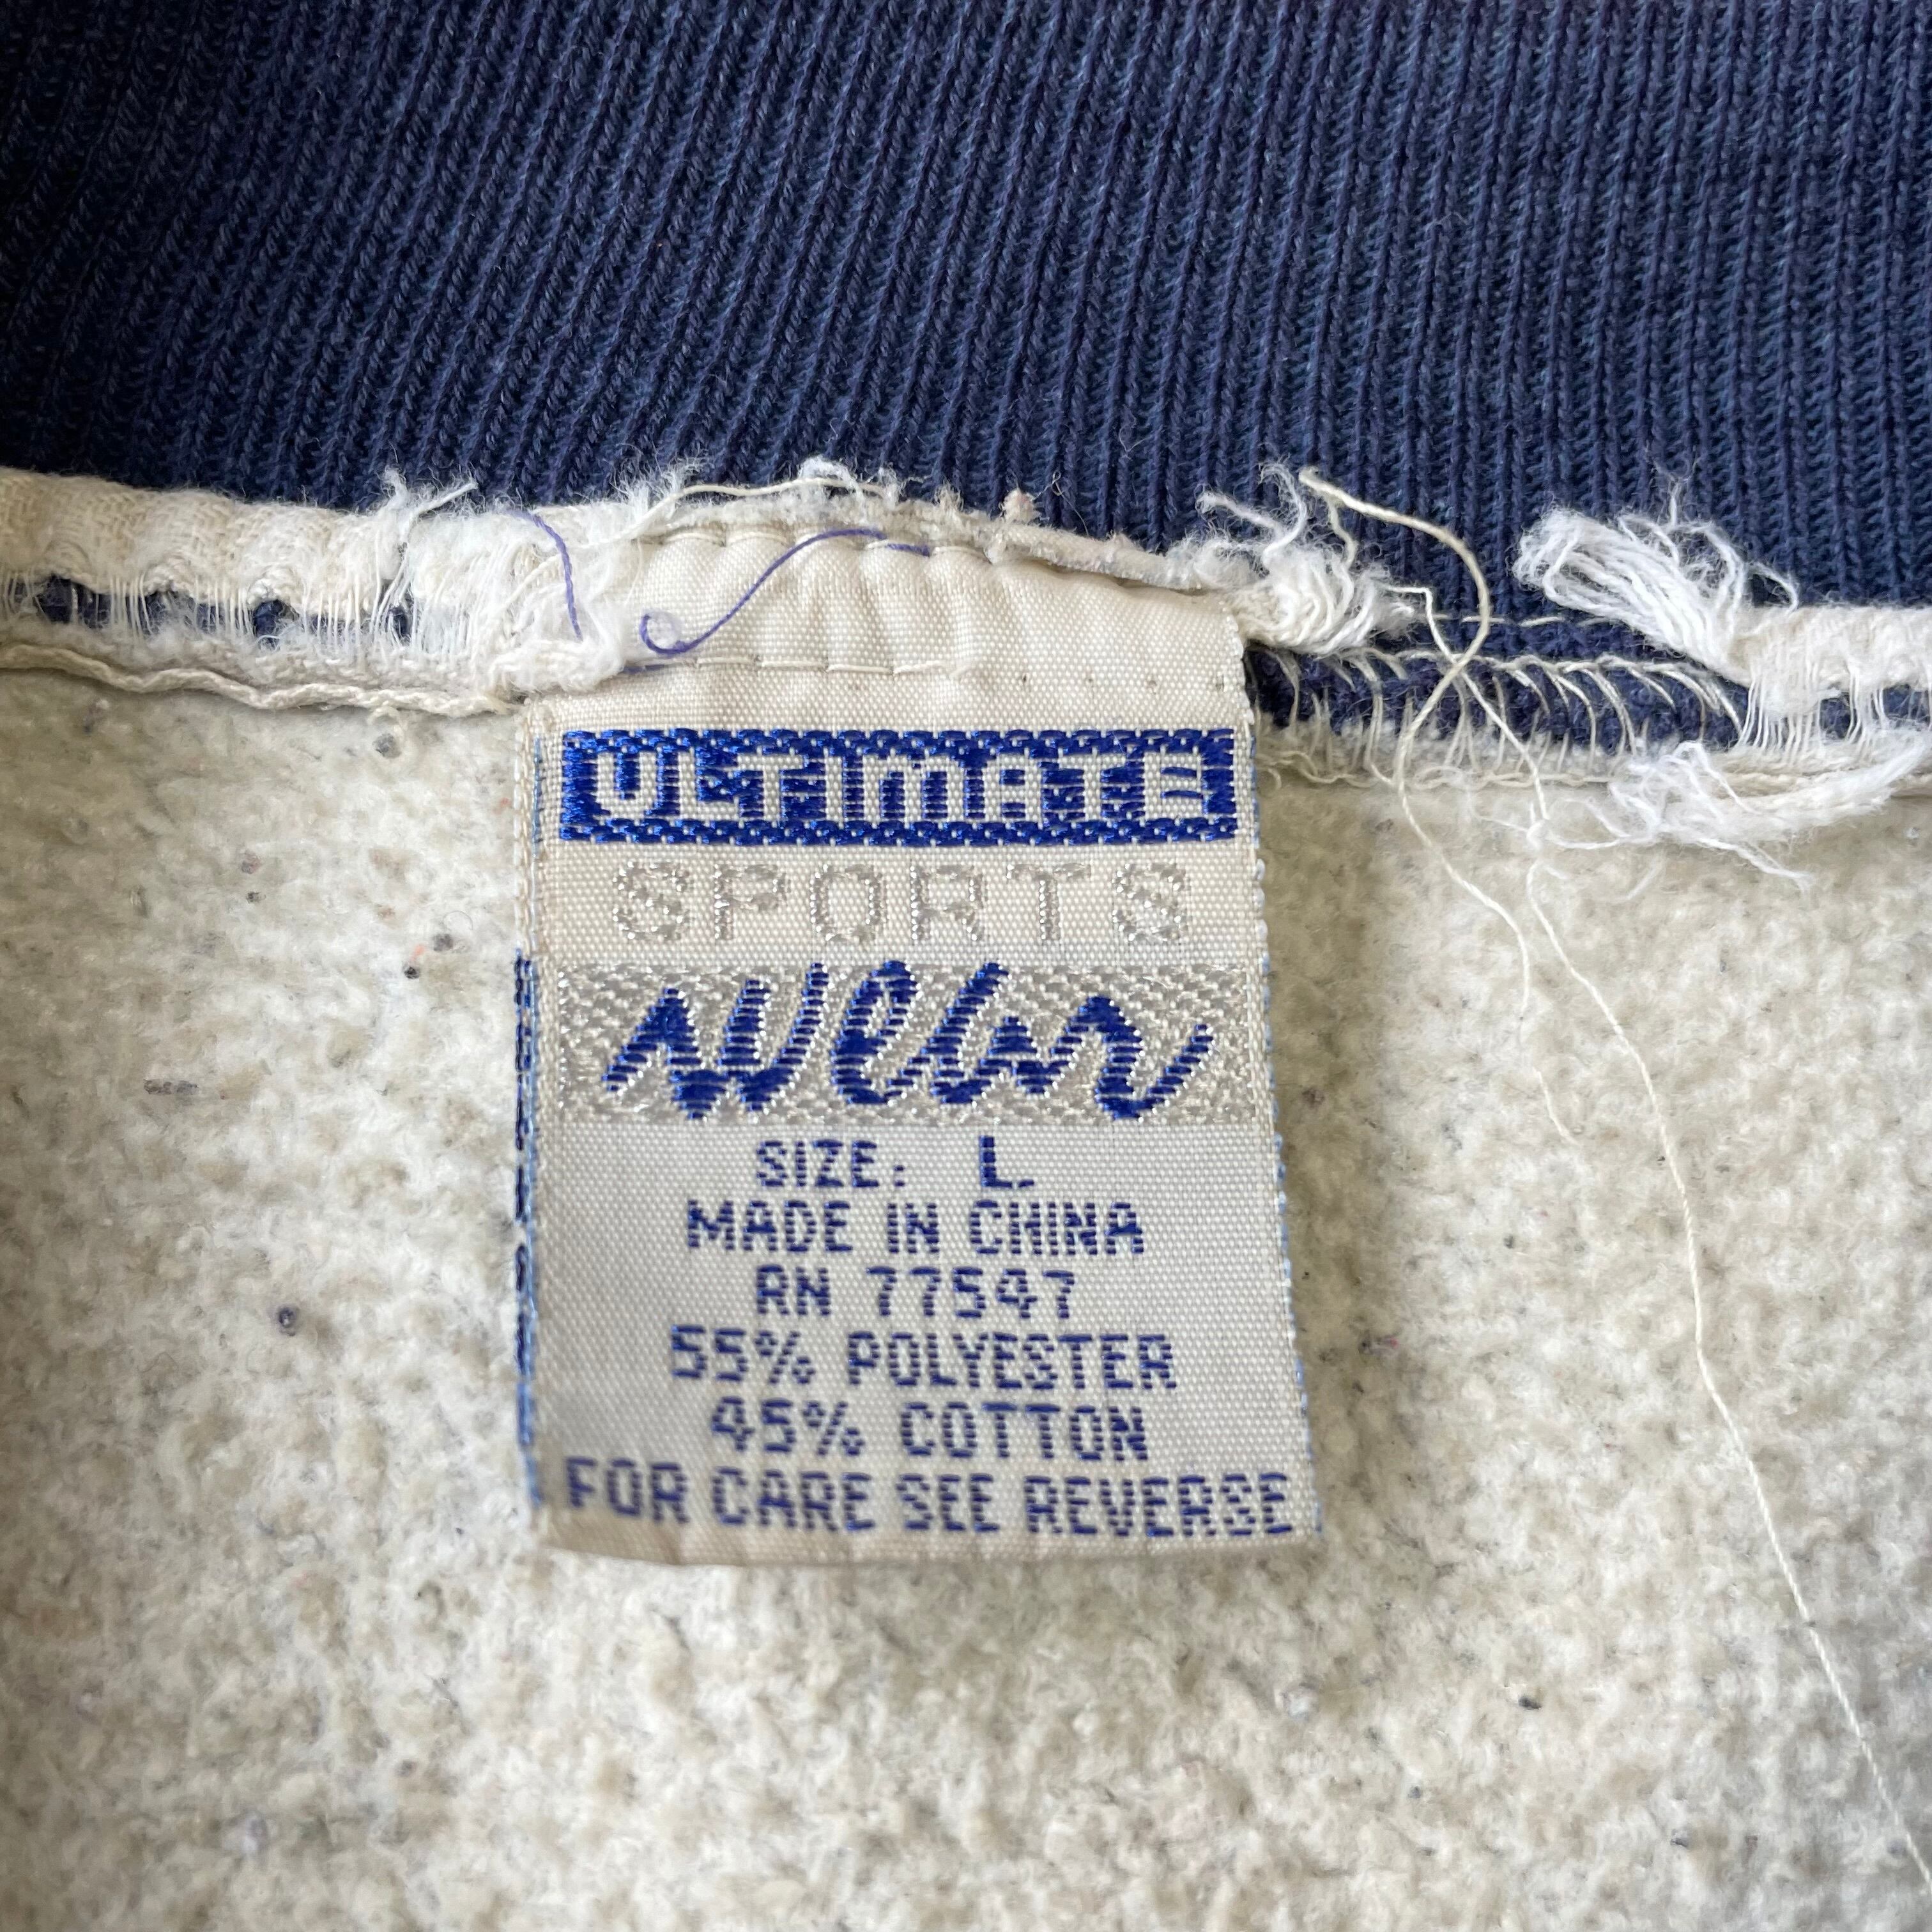 ULTIMATE
SPORTS
Wear
SIZE: L
MADE IN CHINA
RN 77547
55% POLYESTER
45% COTTON
FOR CARE SEE REVERSE